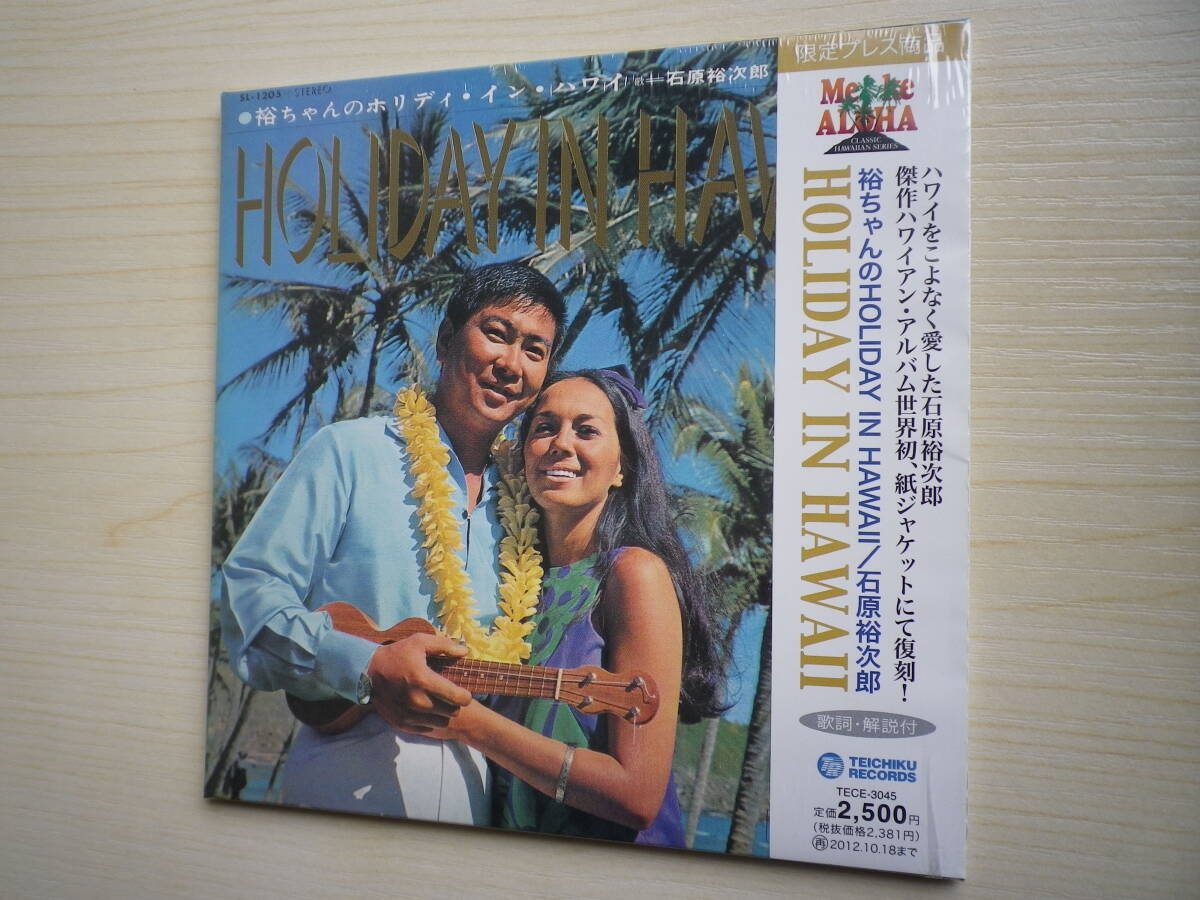 SL-1203 STEREO
●裕ちゃんのホリディ・イン・ハワイ 歌=石原裕次郎
HOLIDAY IN HAW
限定プレス商品
Me ke
ALOHA
CLASSIC
HAWAIIAN SERIES
ハワイをこよなく愛した石原裕次郎
傑作ハワイアン・アルバム世界初、紙ジャケットにて復刻!
裕ちゃんのHOLIDAY IN HAWAII/石原裕次郎
HOLIDAY IN HAWAII
歌詞・解説付
TEICHIKU
RECORDS
TECE-3045
定価2,500円
(税抜価格2,381円)
再2012.10.18まで